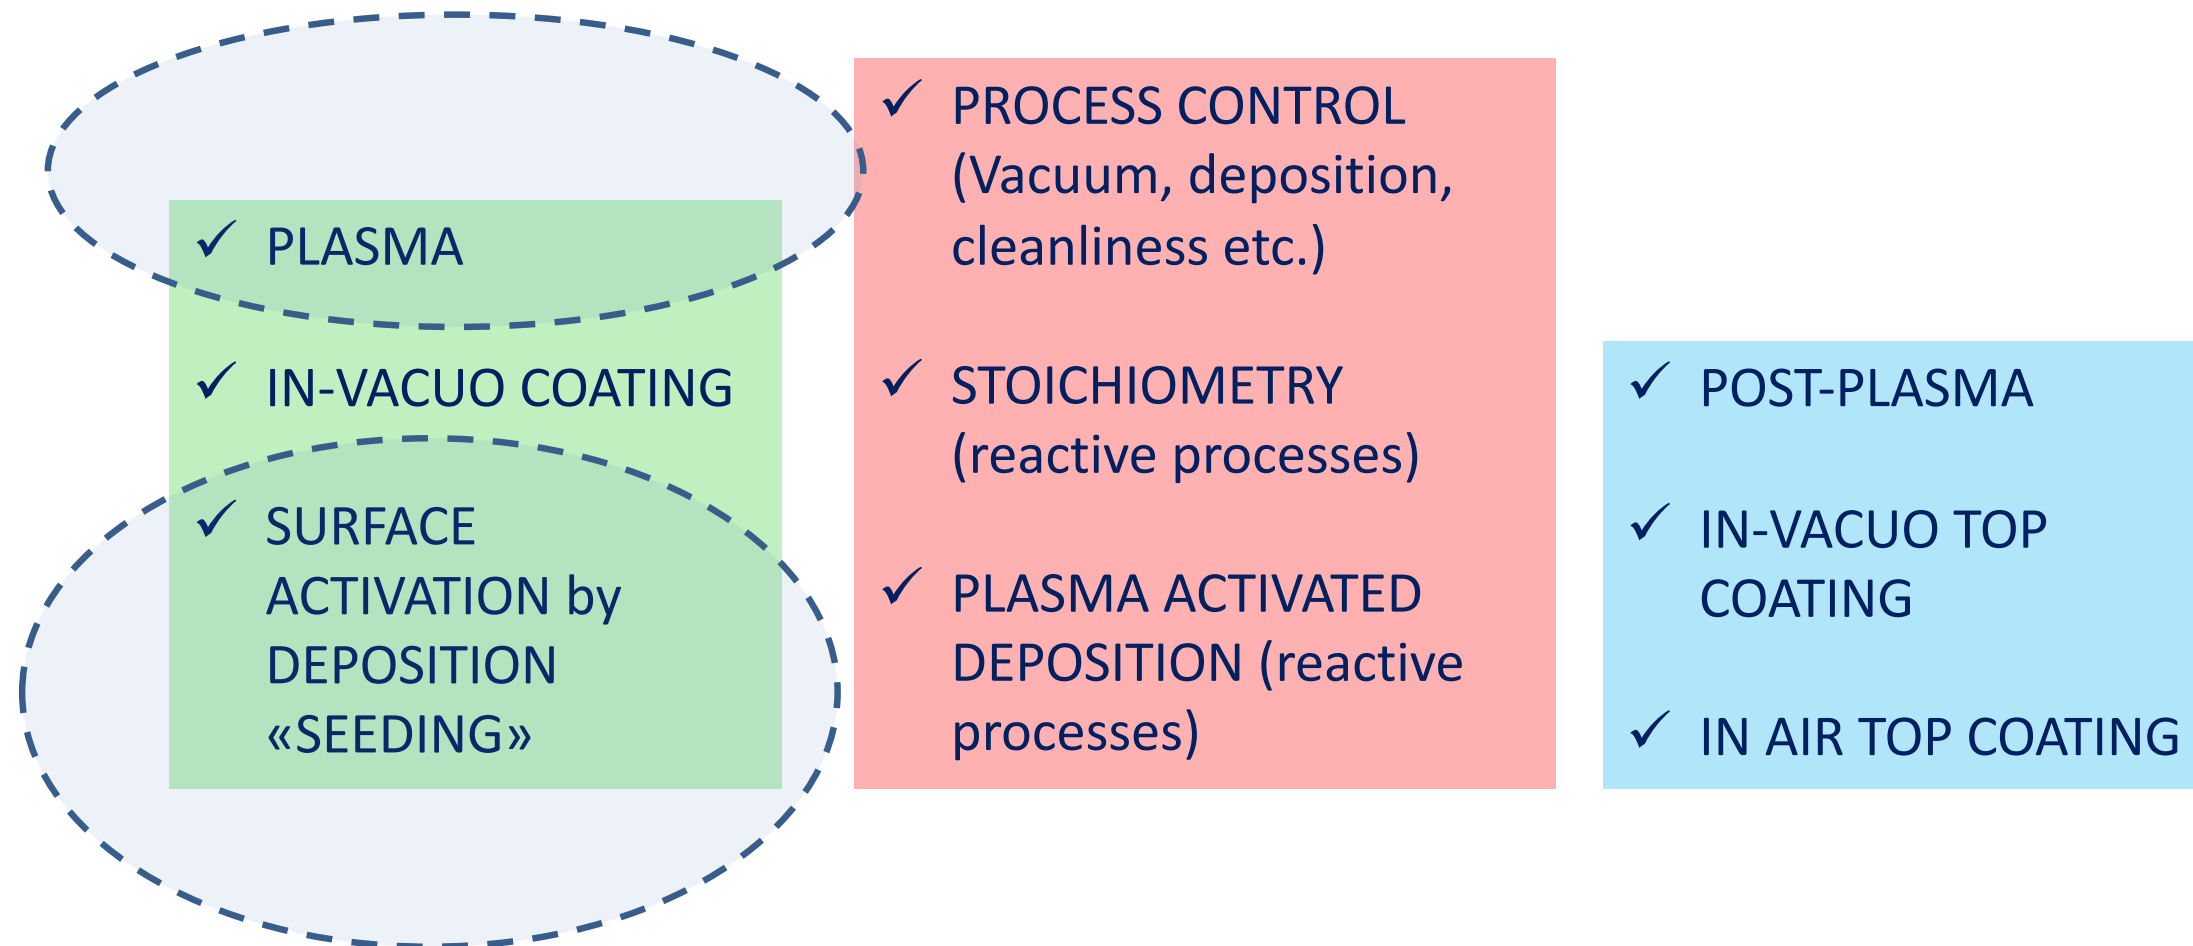 ✓ PLASMA
✓ IN-VACUO COATING
✓ SURFACE
ACTIVATION by
DEPOSITION
«SEEDING»
✓ PROCESS CONTROL
(Vacuum, deposition,
cleanliness etc.)
✓ STOICHIOMETRY
(reactive processes)
✓ PLASMA ACTIVATED
DEPOSITION (reactive
processes)
✓ POST-PLASMA
✓ IN-VACUO TOP
COATING
✓ IN AIR TOP COATING